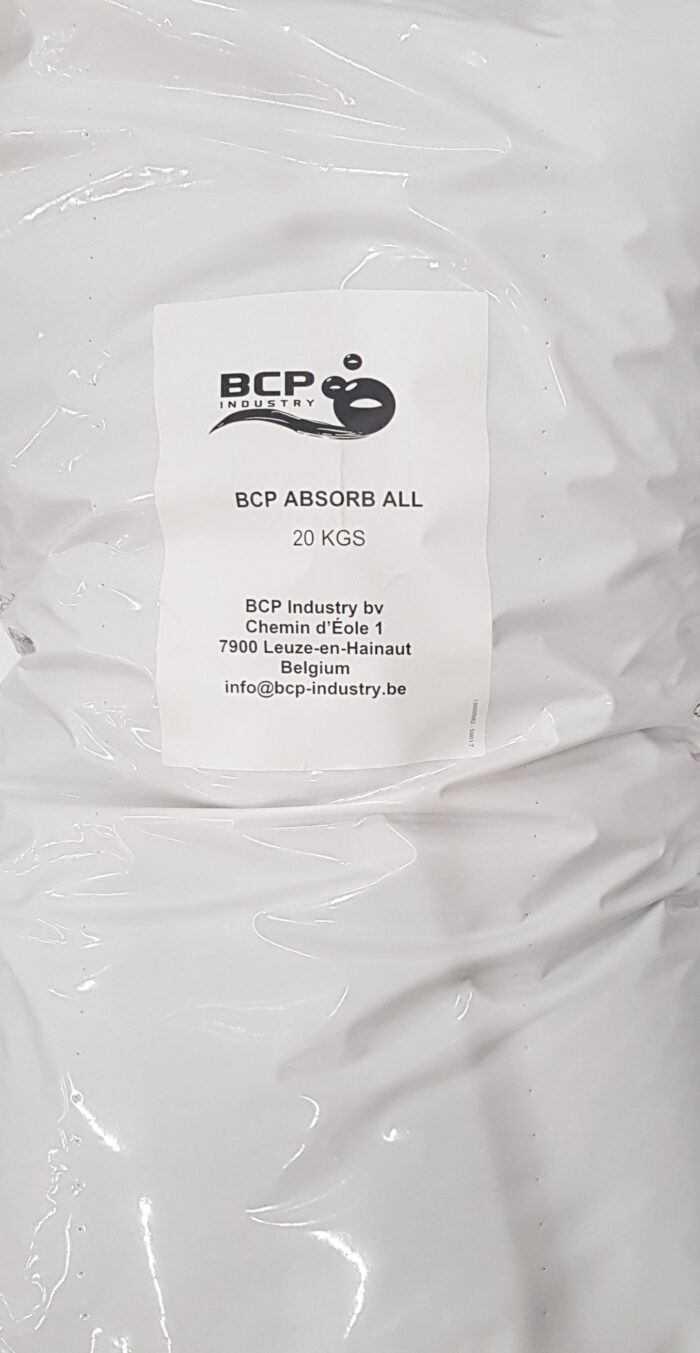 BCP
INDUSTRY
BCP ABSORB ALL
20 KGS
BCP Industry bv
Chemin d’Éole 1
7900 Leuze-en-Hainaut
Belgium
info@bcp-industry.be